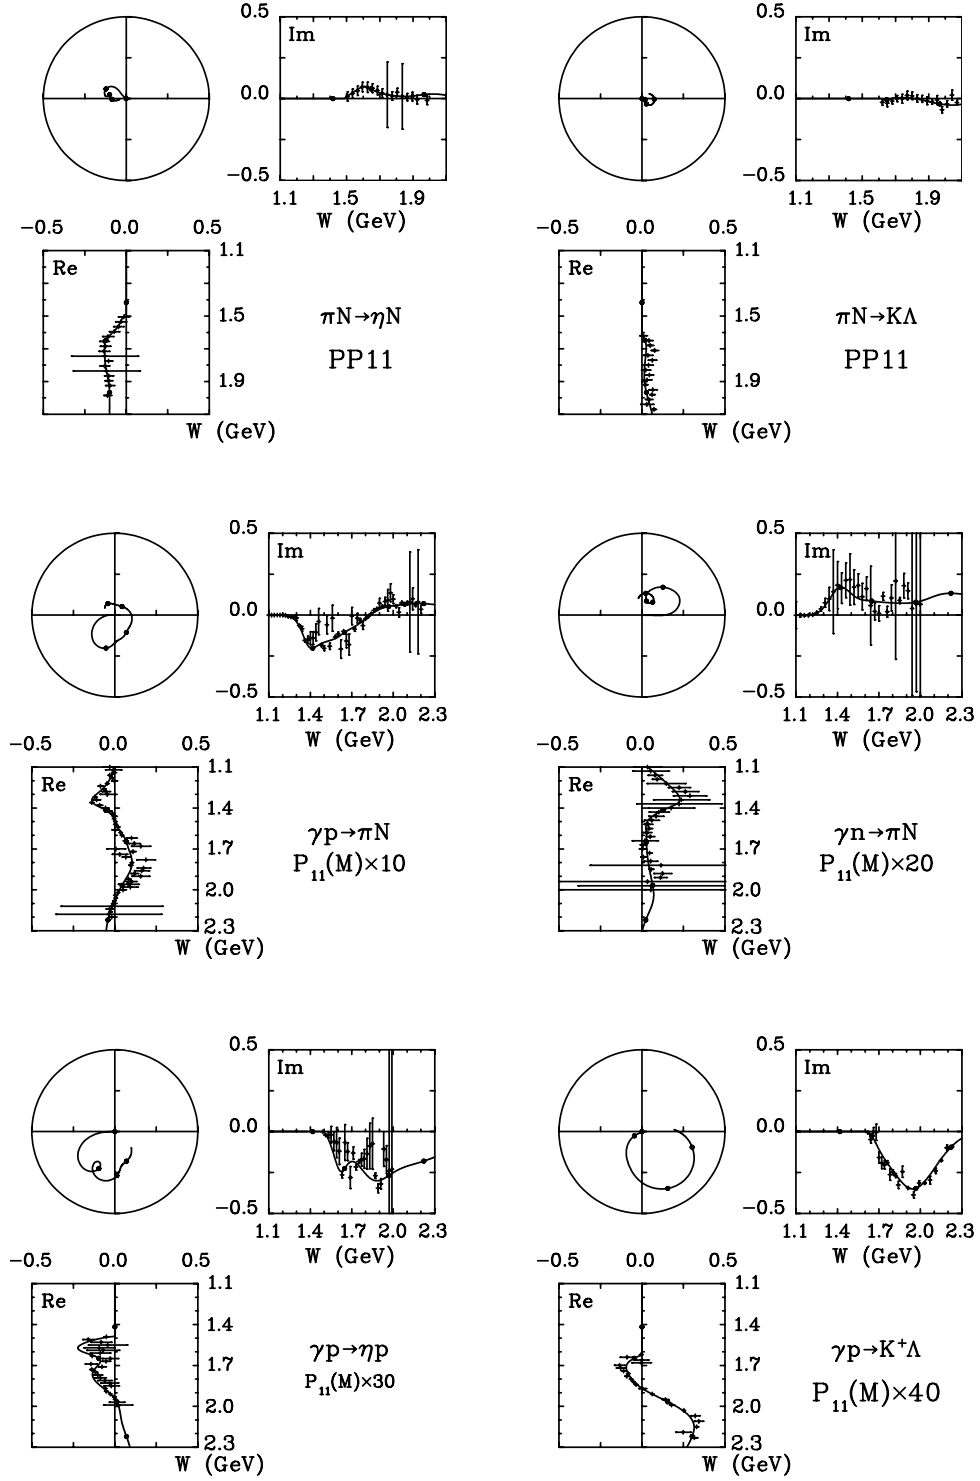 0.5
Im
0.0
−0.5
1.1 1.5 1.9
W (GeV)
−0.5 0.0 0.5
Re
1.1
1.5
1.9
W (GeV)
πN→ηN
PP11
0.5
Im
0.0
−0.5
1.1 1.5 1.9
W (GeV)
−0.5 0.0 0.5
Re
1.1
1.5
1.9
W (GeV)
πN→KΛ
PP11
0.5
Im
0.0
−0.5
1.1 1.4 1.7 2.0 2.3
W (GeV)
−0.5 0.0 0.5
Re
1.1
1.4
1.7
2.0
2.3
W (GeV)
γp→πN
P₁₁(M)×10
0.5
Im
0.0
−0.5
1.1 1.4 1.7 2.0 2.3
W (GeV)
−0.5 0.0 0.5
Re
1.1
1.4
1.7
2.0
2.3
W (GeV)
γn→πN
P₁₁(M)×20
0.5
Im
0.0
−0.5
1.1 1.4 1.7 2.0 2.3
W (GeV)
−0.5 0.0 0.5
Re
1.1
1.4
1.7
2.0
2.3
W (GeV)
γp→ηp
P₁₁(M)×30
0.5
Im
0.0
−0.5
1.1 1.4 1.7 2.0 2.3
W (GeV)
−0.5 0.0 0.5
Re
1.1
1.4
1.7
2.0
2.3
W (GeV)
γp→K⁺Λ
P₁₁(M)×40